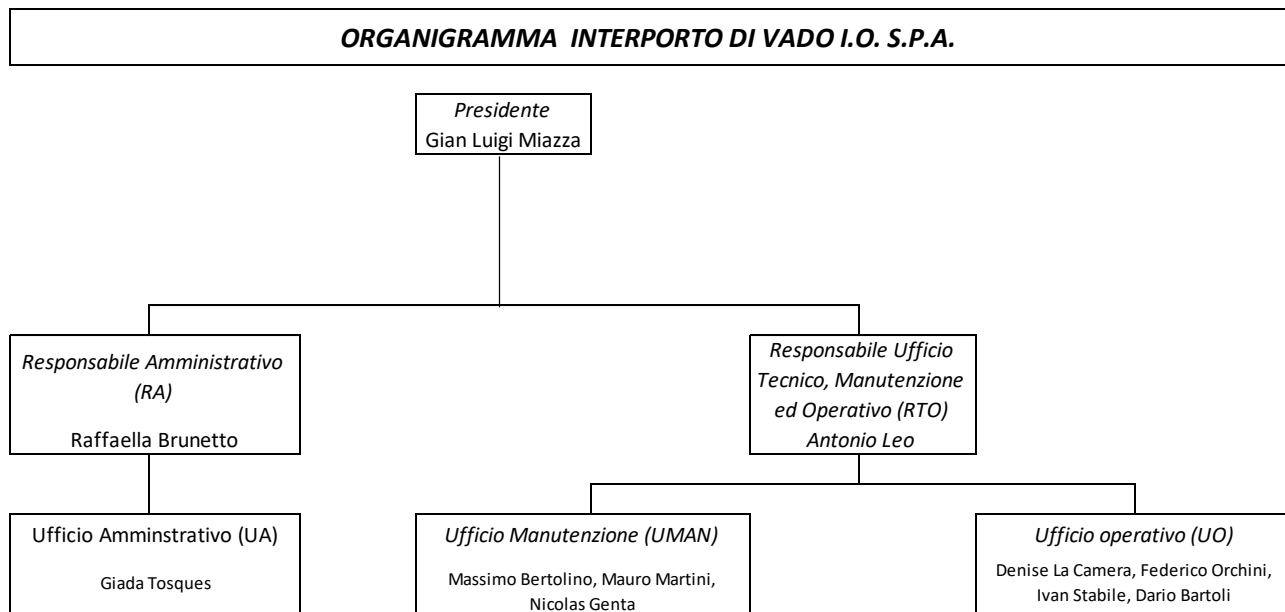 ORGANIGRAMMA  INTERPORTO DI VADO I.O. S.P.A.
Presidente
Gian Luigi Miazza
Responsabile Amministrativo
(RA)
Raffaella Brunetto
Responsabile Ufficio
Tecnico, Manutenzione
ed Operativo (RTO)
Antonio Leo
Ufficio Amminstrativo (UA)
Giada Tosques
Ufficio Manutenzione (UMAN)
Massimo Bertolino, Mauro Martini,
Nicolas Genta
Ufficio operativo (UO)
Denise La Camera, Federico Orchini,
Ivan Stabile, Dario Bartoli